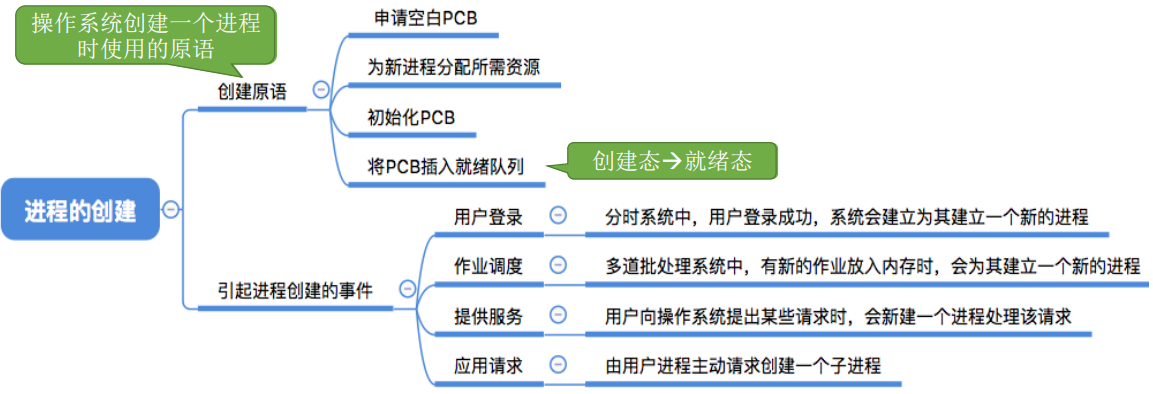 操作系统创建一个进程
时使用的原语
申请空白PCB
为新进程分配所需资源
创建原语
初始化PCB
将PCB插入就绪队列
创建态→就绪态
进程的创建
用户登录
分时系统中，用户登录成功，系统会建立为其建立一个新的进程
作业调度
多道批处理系统中，有新的作业放入内存时，会为其建立一个新的进程
引起进程创建的事件
提供服务
用户向操作系统提出某些请求时，会新建一个进程处理该请求
应用请求
由用户进程主动请求创建一个子进程